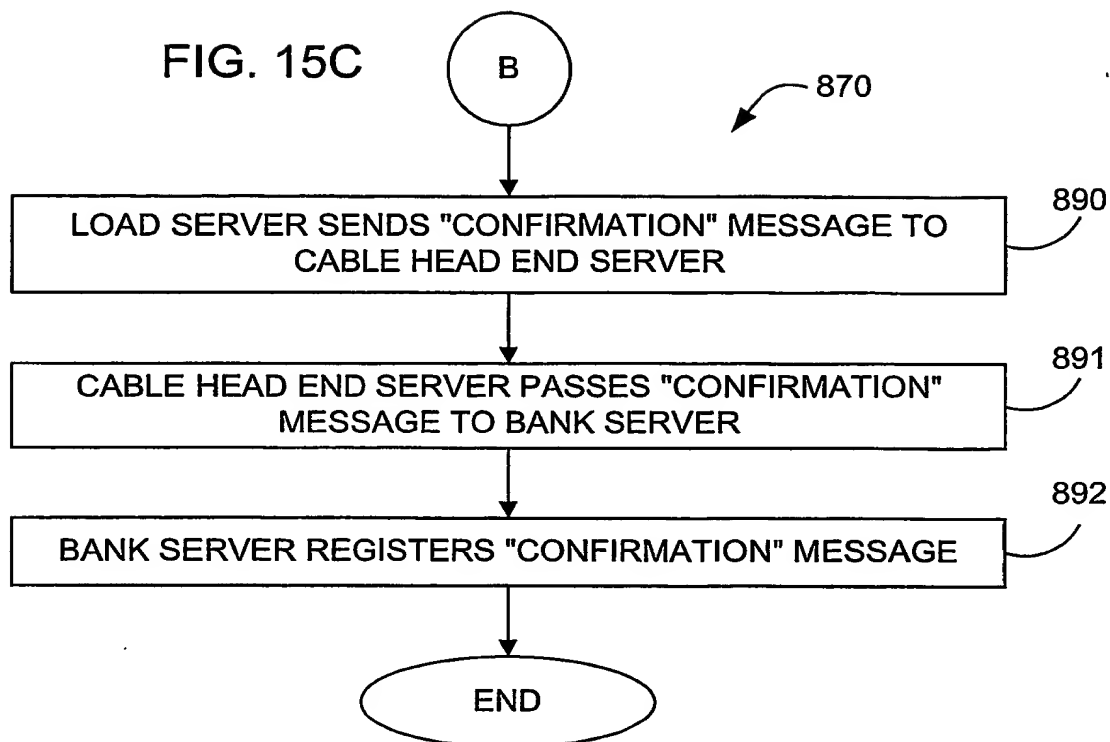 FIG. 15C
B
870
LOAD SERVER SENDS "CONFIRMATION" MESSAGE TO
CABLE HEAD END SERVER
890
CABLE HEAD END SERVER PASSES "CONFIRMATION"
MESSAGE TO BANK SERVER
891
BANK SERVER REGISTERS "CONFIRMATION" MESSAGE
892
END